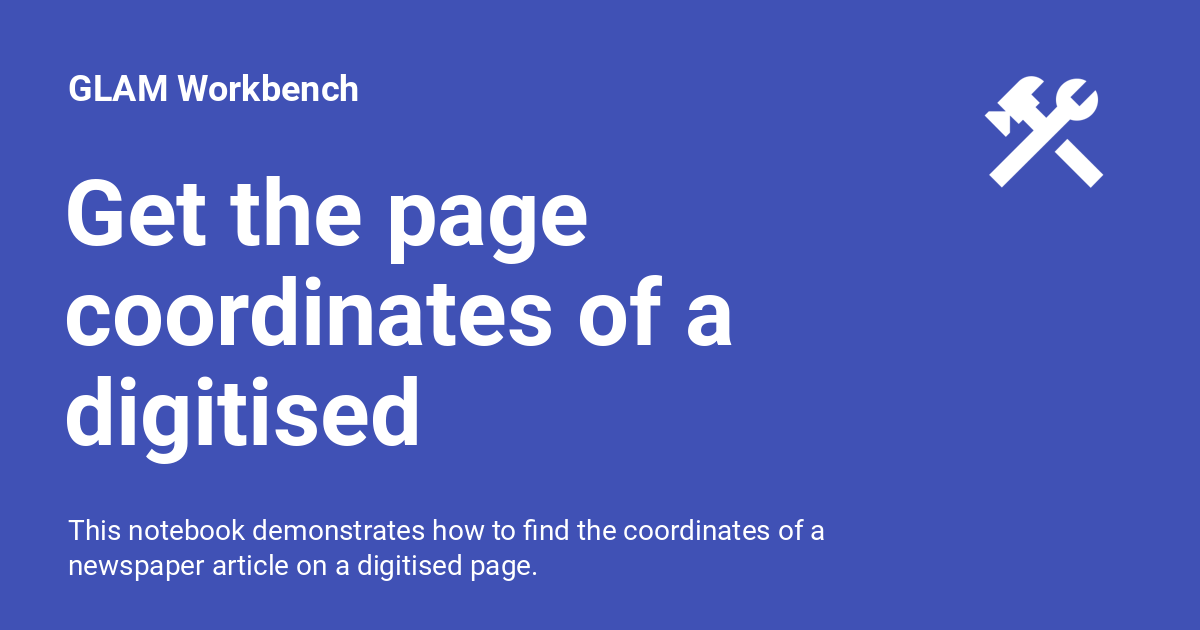 GLAM Workbench
Get the page
coordinates of a
digitised
This notebook demonstrates how to find the coordinates of a
newspaper article on a digitised page.